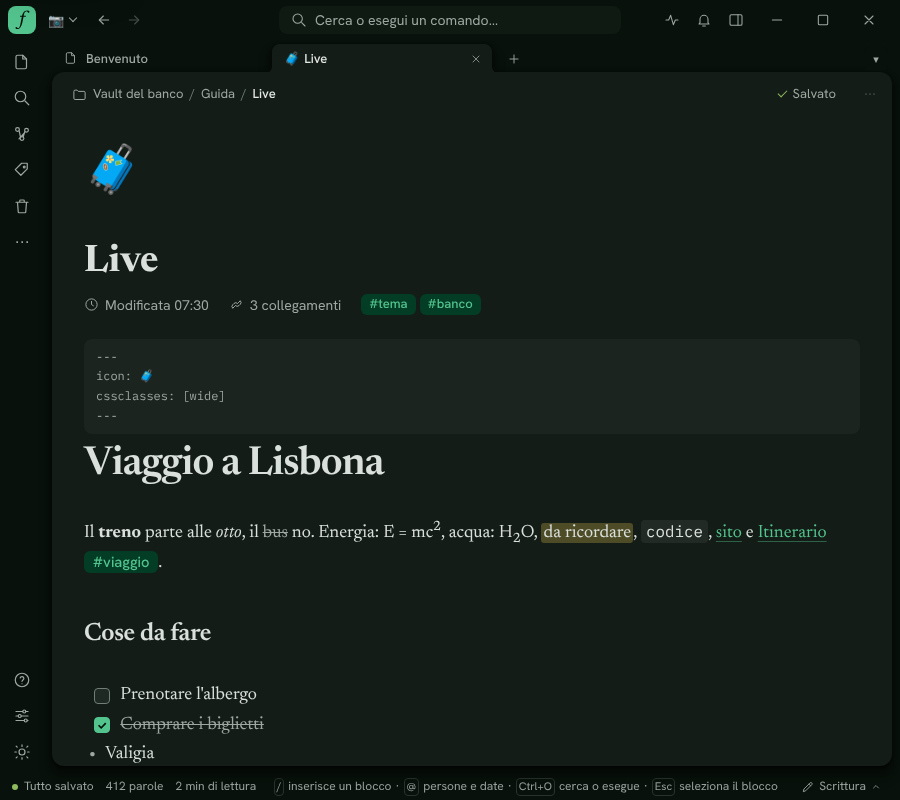 f
Cerca o esegui un comando...
Benvenuto
Live
Vault del banco / Guida / Live
Salvato
Live
Modificata 07:30
3 collegamenti
#tema
#banco
---
icon: 🧳
cssclasses: [wide]
---
Viaggio a Lisbona
Il treno parte alle otto, il bus no. Energia: E = mc², acqua: H₂O, da ricordare, codice, sito e Itinerario
#viaggio.
Cose da fare
Prenotare l'albergo
Comprare i biglietti
• Valigia
Tutto salvato 412 parole 2 min di lettura / inserisce un blocco · @ persone e date · Ctrl+O cerca o esegue · Esc seleziona il blocco Scrittura